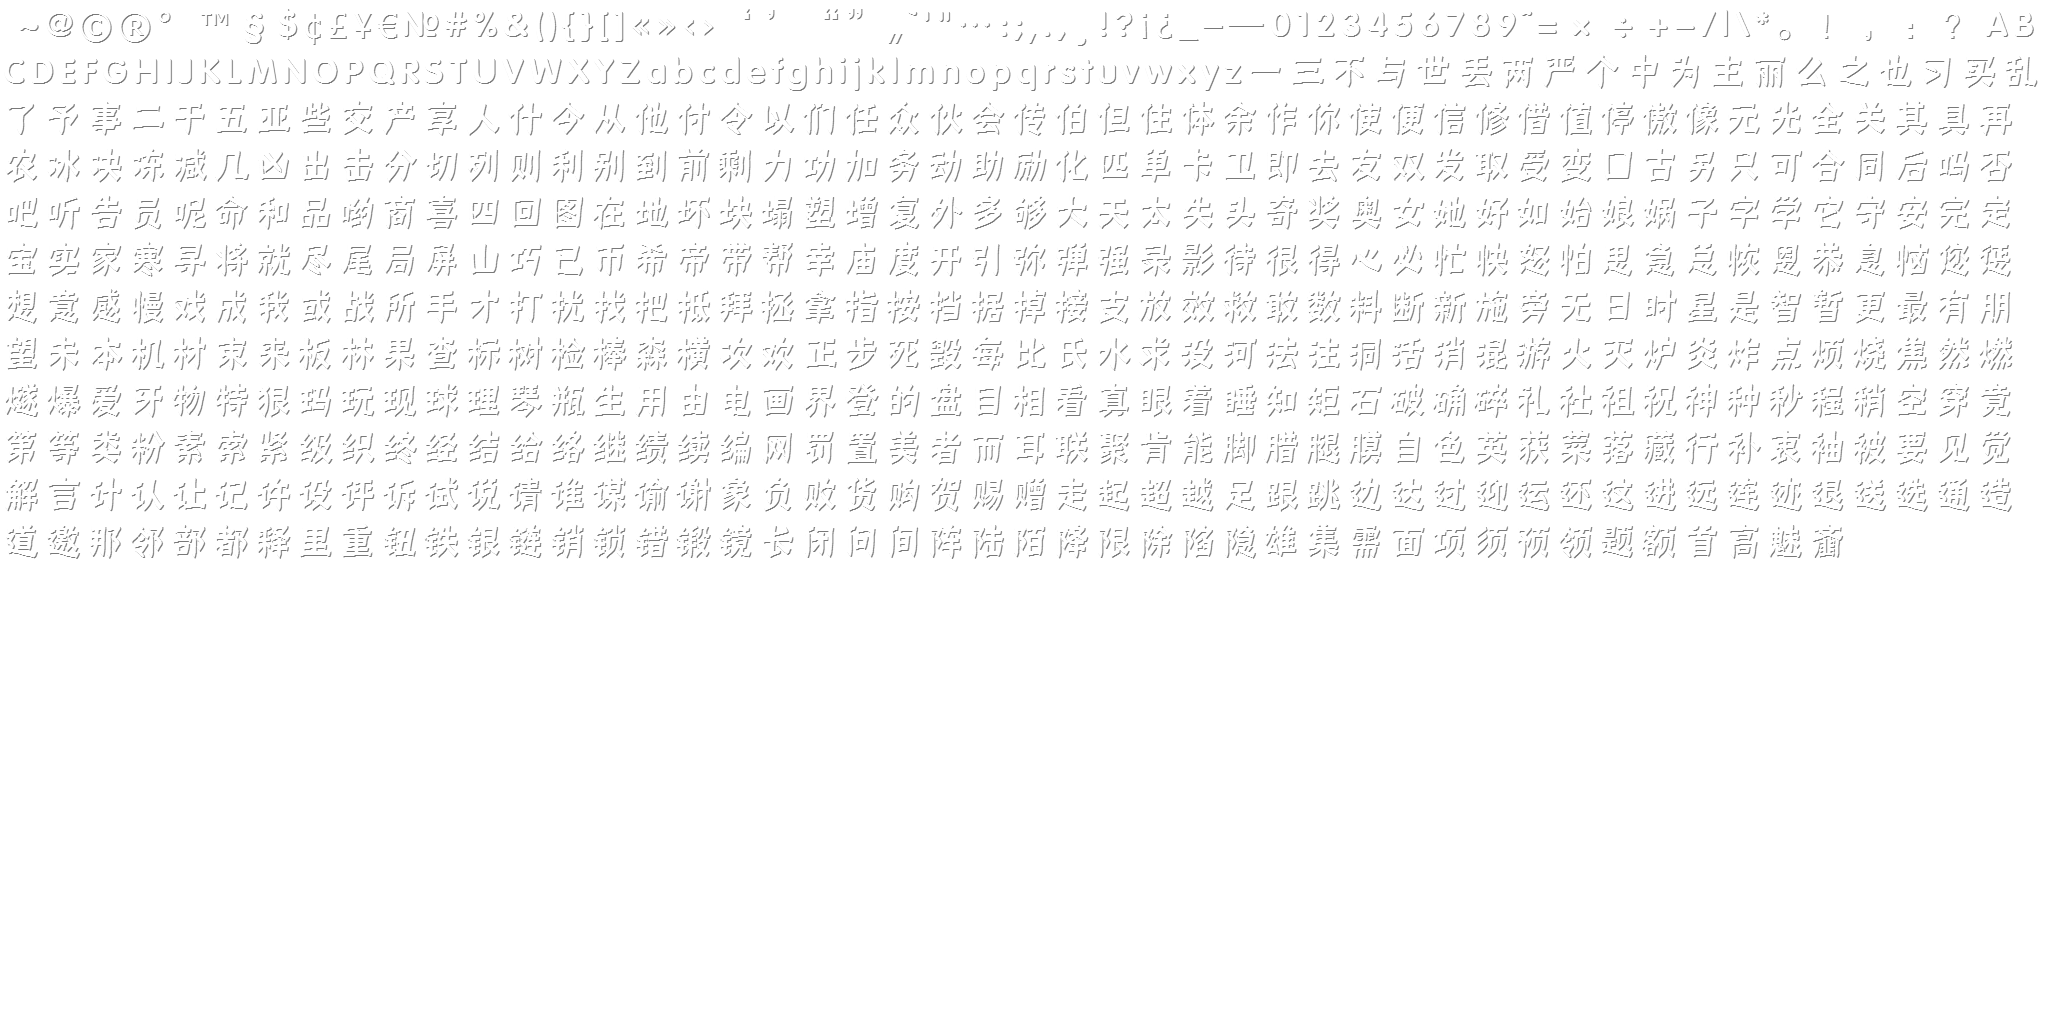 ~@©®° ™§$¢£¥€№#%&(){}[]«»‹› ‘ ’ “ ” „˜'"…:;,.‚¸!?¡¿_–—0123456789˜=× ÷+−/|\*。！，：？AB
CDEFGHIJKLMNOPQRSTUVWXYZabcdefghijklmnopqrstuvwxyz一三不与世丢两严个中为主丽么之也习买乱
了予事二干五亚些交产享人什今从他付令以们任众伙会传伯但住体余作你使便信修借值停傲像元光全关其具再
农冰决冻减几凶出击分切列则利别到前剩力功加务动助励化匹单卡卫即去友双发取受变口古另只可合同后吗否
吧听告员呢命和品哟商喜四回图在地坏块塌塑增复外多够大天太失头奇奖奥女她好如始娘娲子字学它守安完定
宝实家寒寻将就尽尾局屏山巧已币希帝带帮幸庙度开引弥弹强录影待很得心必忙快怒怕思急总恢恩恭息恼您惩
想意感慢戏成我或战所手才打扰找把抵拜拯拿指按挡据掉接支放效救敢数料断新施旁无日时星是智暂更最有朋
望未本机材束来板林果查标树检棒森横次欢正步死毁每比氏水求没河法注洞活消混游火灭炉炎炸点烦烧焦然燃
燧爆爱牙物特狠玛玩现球理琴瓶生用由电画界登的盘目相看真眼着睡知矩石破确碎礼社祖祝神种秒程稍空穿竞
第等类粉素索紧级织终经结给络继绩续编网罚置美者而耳联聚肯能脚腊腿膜自色英获菜落藏行补衷袖被要见觉
解言计认让记许设评诉试说请谁谋谕谢象负败货购贺赐赠走起超越足跟跳边达过迎运还这进远连迹退送选通造
道邀那邻部都释里重钮铁银链销锁错锻镜长闭问间阵陆陌降限除陷隐雄集需面项须预领题额首高魅齑